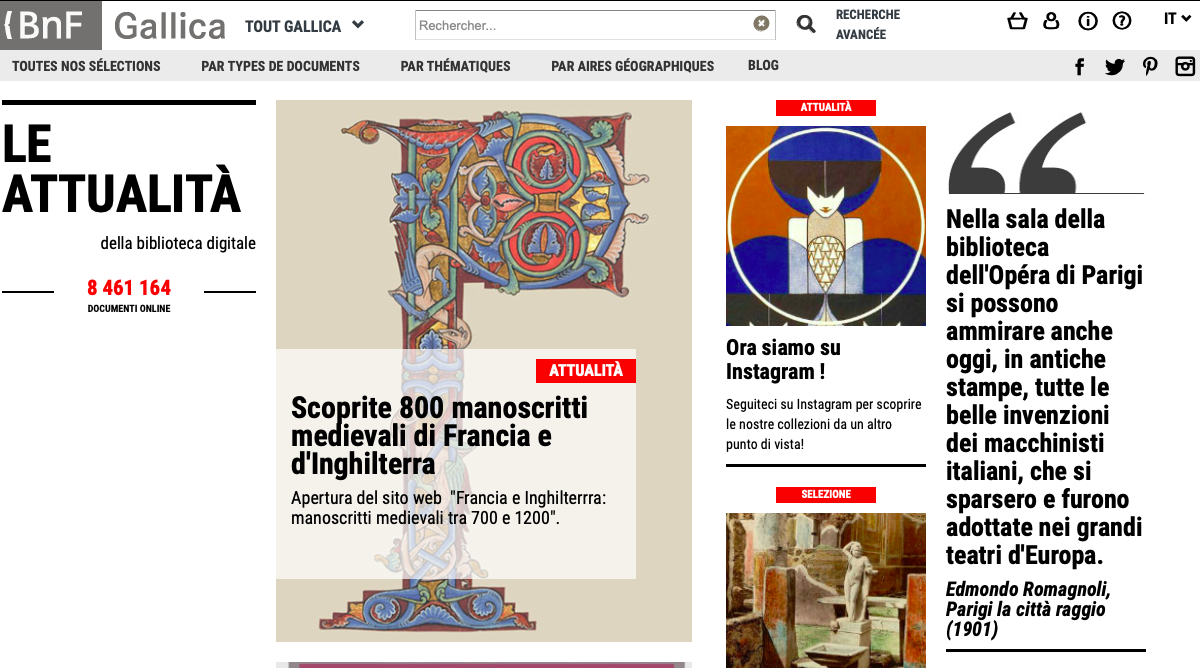 BnF Gallica TOUT GALLICA Rechercher... RECHERCHE
AVANCÉE
IT
TOUTES NOS SÉLECTIONS PAR TYPES DE DOCUMENTS PAR THÉMATIQUES PAR AIRES GÉOGRAPHIQUES BLOG
LE
ATTUALITÀ
della biblioteca digitale
8 461 164
DOCUMENTI ONLINE
ATTUALITÀ
Scoprite 800 manoscritti
medievali di Francia e
d'Inghilterra
Apertura del sito web "Francia e Inghilterrra:
manoscritti medievali tra 700 e 1200".
ATTUALITÀ
Ora siamo su
Instagram !
Seguiteci su Instagram per scoprire
le nostre collezioni da un altro
punto di vista!
SELEZIONE
“
Nella sala della
biblioteca
dell'Opéra di Parigi
si possono
ammirare anche
oggi, in antiche
stampe, tutte le
belle invenzioni
dei macchinisti
italiani, che si
sparsero e furono
adottate nei grandi
teatri d'Europa.
Edmondo Romagnoli,
Parigi la città raggio
(1901)